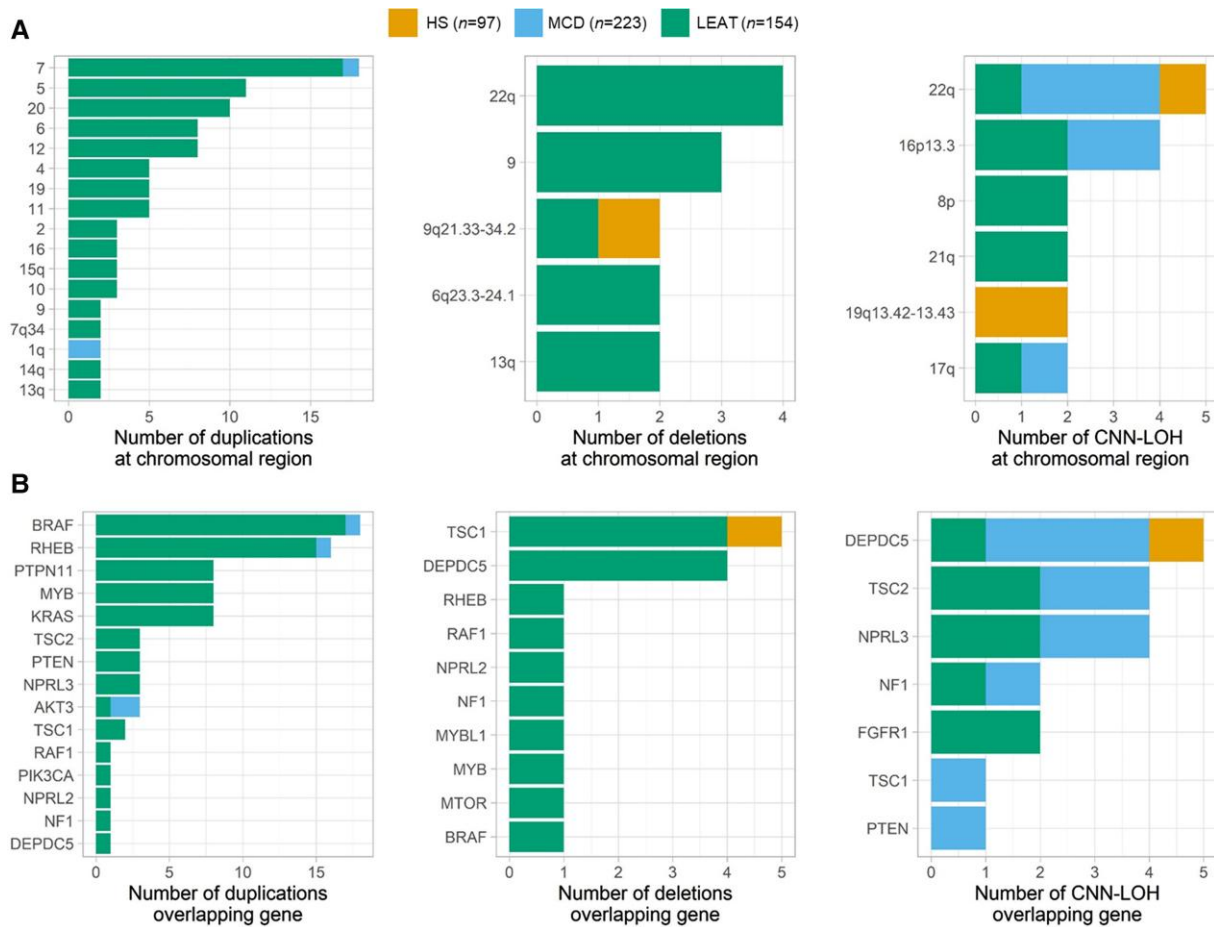 HS (n=97) MCD (n=223) LEAT (n=154)
A
7
5
20
6
12
4
19
11
2
16
15q
10
9
7q34
1q
14q
13q
0 5 10 15
Number of duplications
at chromosomal region
22q
9
9q21.33-34.2
6q23.3-24.1
13q
0 1 2 3 4
Number of deletions
at chromosomal region
22q
16p13.3
8p
21q
19q13.42-13.43
17q
0 1 2 3 4 5
Number of CNN-LOH
at chromosomal region
B
BRAF
RHEB
PTPN11
MYB
KRAS
TSC2
PTEN
NPRL3
AKT3
TSC1
RAF1
PIK3CA
NPRL2
NF1
DEPDC5
0 5 10 15
Number of duplications
overlapping gene
TSC1
DEPDC5
RHEB
RAF1
NPRL2
NF1
MYBL1
MYB
MTOR
BRAF
0 1 2 3 4 5
Number of deletions
overlapping gene
DEPDC5
TSC2
NPRL3
NF1
FGFR1
TSC1
PTEN
0 1 2 3 4 5
Number of CNN-LOH
overlapping gene